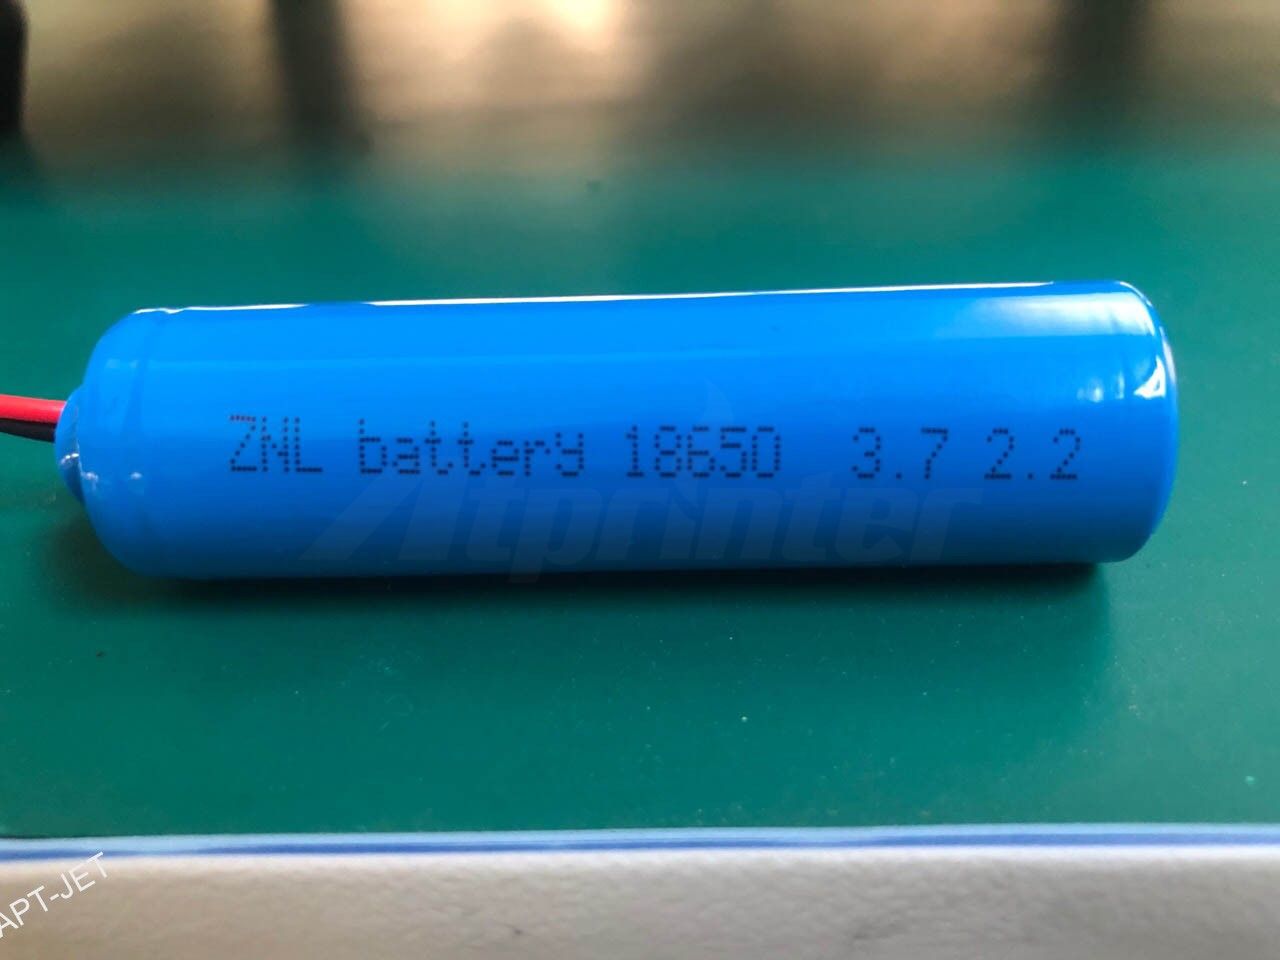 ZNL battery 18650 3.7 2.2
Atprinter
APT-JET